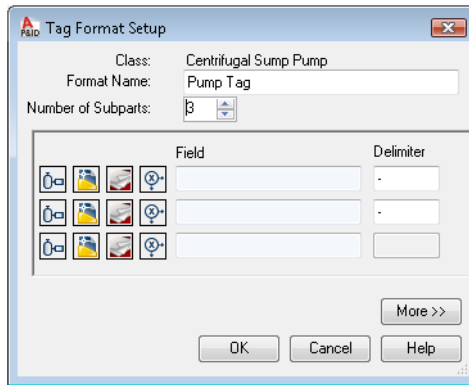 A P&ID Tag Format Setup
Class: Centrifugal Sump Pump
Format Name: Pump Tag
Number of Subparts: 3
Field Delimiter
-
-
More >>
OK Cancel Help